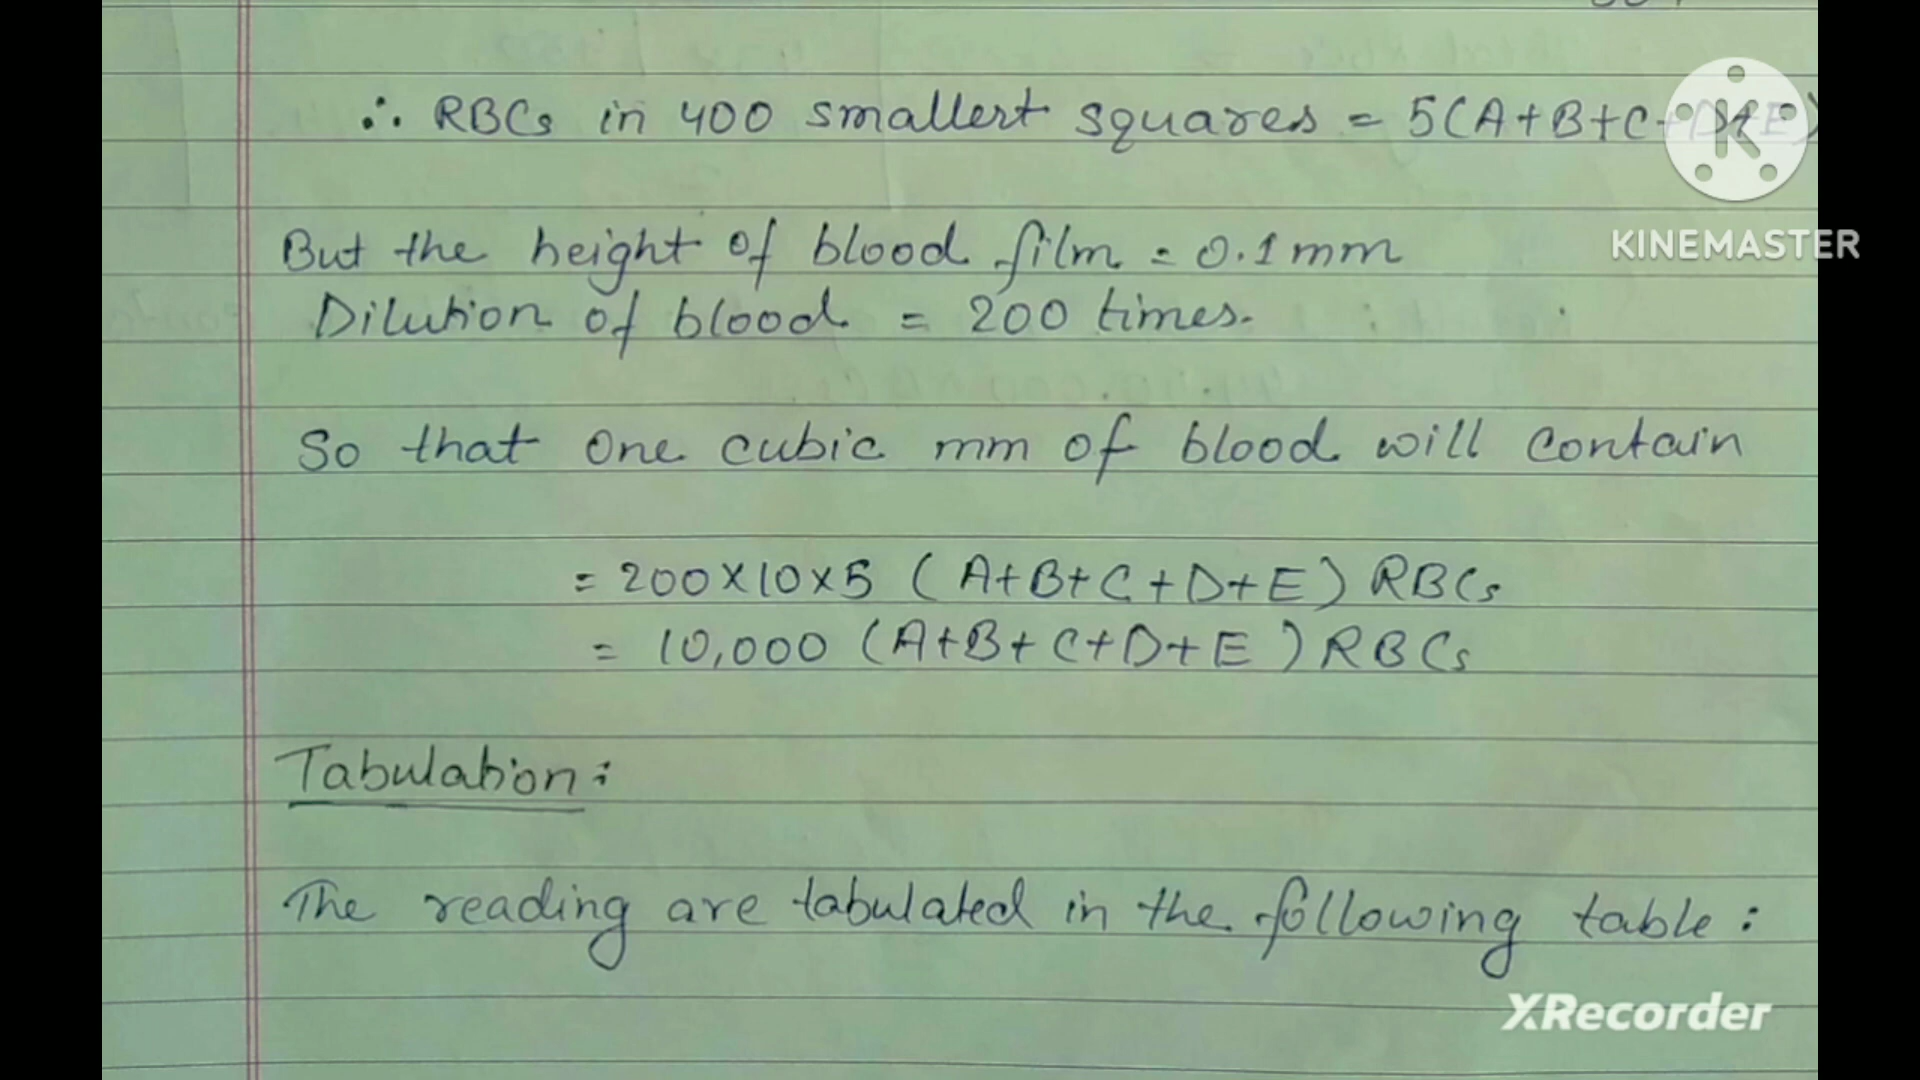 ∴ RBCs in 400 smallest squares = 5(A+B+C+D+E)
KINEMASTER
But the height of blood film = 0.1mm
Dilution of blood = 200 times.
So that one cubic mm of blood will contain
= 200×10×5 (A+B+C+D+E) RBCs
= 10,000 (A+B+C+D+E) RBCs
Tabulation:
The reading are tabulated in the following table:
XRecorder